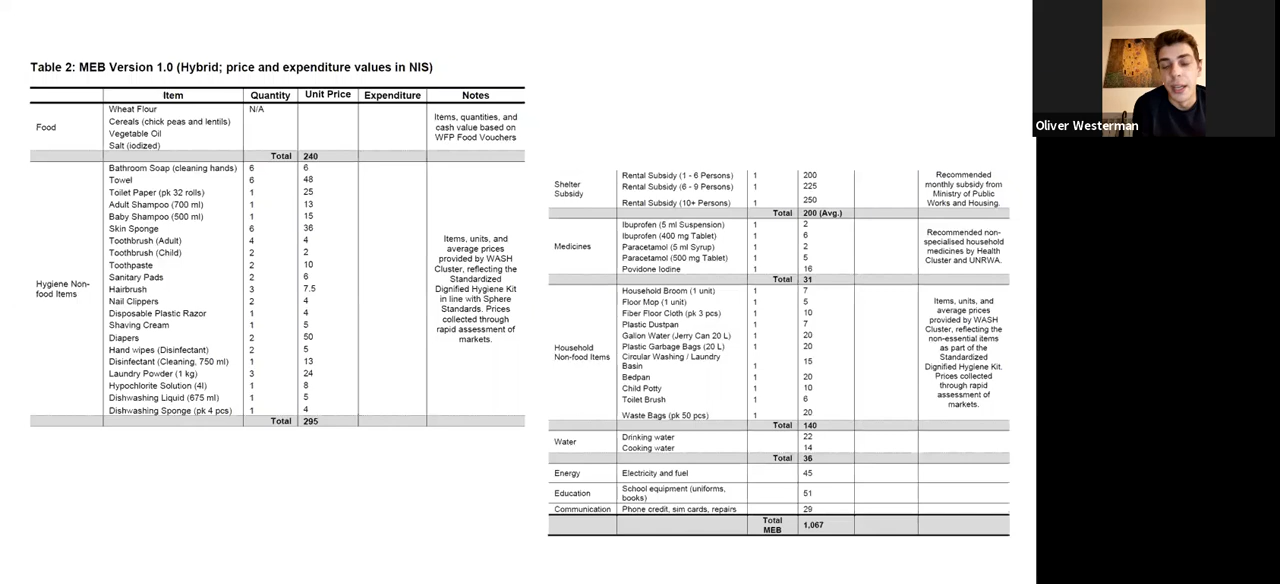 Table 2: MEB Version 1.0 (Hybrid; price and expenditure values in NIS)
Item Quantity Unit Price Expenditure Notes
Food
Wheat Flour N/A
Cereals (chick peas and lentils)
Vegetable Oil
Salt (iodized)
Items, quantities, and
cash value based on
WFP Food Vouchers
Total 240
Hygiene Non-
food Items
Bathroom Soap (cleaning hands) 6 6
Towel 6 48
Toilet Paper (pk 32 rolls) 1 25
Adult Shampoo (700 ml) 1 13
Baby Shampoo (500 ml) 1 15
Skin Sponge 6 36
Toothbrush (Adult) 4 4
Toothbrush (Child) 2 2
Toothpaste 2 10
Sanitary Pads 2 6
Hairbrush 3 7.5
Nail Clippers 2 4
Disposable Plastic Razor 1 4
Shaving Cream 1 5
Diapers 2 50
Hand wipes (Disinfectant) 2 5
Disinfectant (Cleaning, 750 ml) 1 13
Laundry Powder (1 kg) 3 24
Hypochlorite Solution (4l) 1 8
Dishwashing Liquid (675 ml) 1 5
Dishwashing Sponge (pk 4 pcs) 1 4
Items, units, and
average prices
provided by WASH
Cluster, reflecting the
Standardized
Dignified Hygiene Kit
in line with Sphere
Standards. Prices
collected through
rapid assessment of
markets.
Total 295
Shelter
Subsidy
Rental Subsidy (1 - 6 Persons) 1 200
Rental Subsidy (6 - 9 Persons) 1 225
Rental Subsidy (10+ Persons) 1 250
Recommended
monthly subsidy from
Ministry of Public
Works and Housing.
Total 200 (Avg.)
Medicines
Ibuprofen (5 ml Suspension) 1 2
Ibuprofen (400 mg Tablet) 1 6
Paracetamol (5 ml Syrup) 1 2
Paracetamol (500 mg Tablet) 1 5
Povidone Iodine 1 16
Recommended non-
specialised household
medicines by Health
Cluster and UNRWA.
Total 31
Household
Non-food Items
Household Broom (1 unit) 1 7
Floor Mop (1 unit) 1 5
Fiber Floor Cloth (pk 3 pcs) 1 10
Plastic Dustpan 1 7
Gallon Water (Jerry Can 20 L) 1 20
Plastic Garbage Bags (20 L) 1 20
Circular Washing / Laundry
Basin 1 15
Bedpan 1 20
Child Potty 1 10
Toilet Brush 1 6
Waste Bags (pk 50 pcs) 1 20
Items, units, and
average prices
provided by WASH
Cluster, reflecting the
non-essential items
as part of the
Standardized
Dignified Hygiene Kit.
Prices collected
through rapid
assessment of
markets.
Total 140
Water
Drinking water 22
Cooking water 14
Total 36
Energy Electricity and fuel 45
Education School equipment (uniforms,
books) 51
Communication Phone credit, sim cards, repairs 29
Total
MEB 1,067
Oliver Westerman